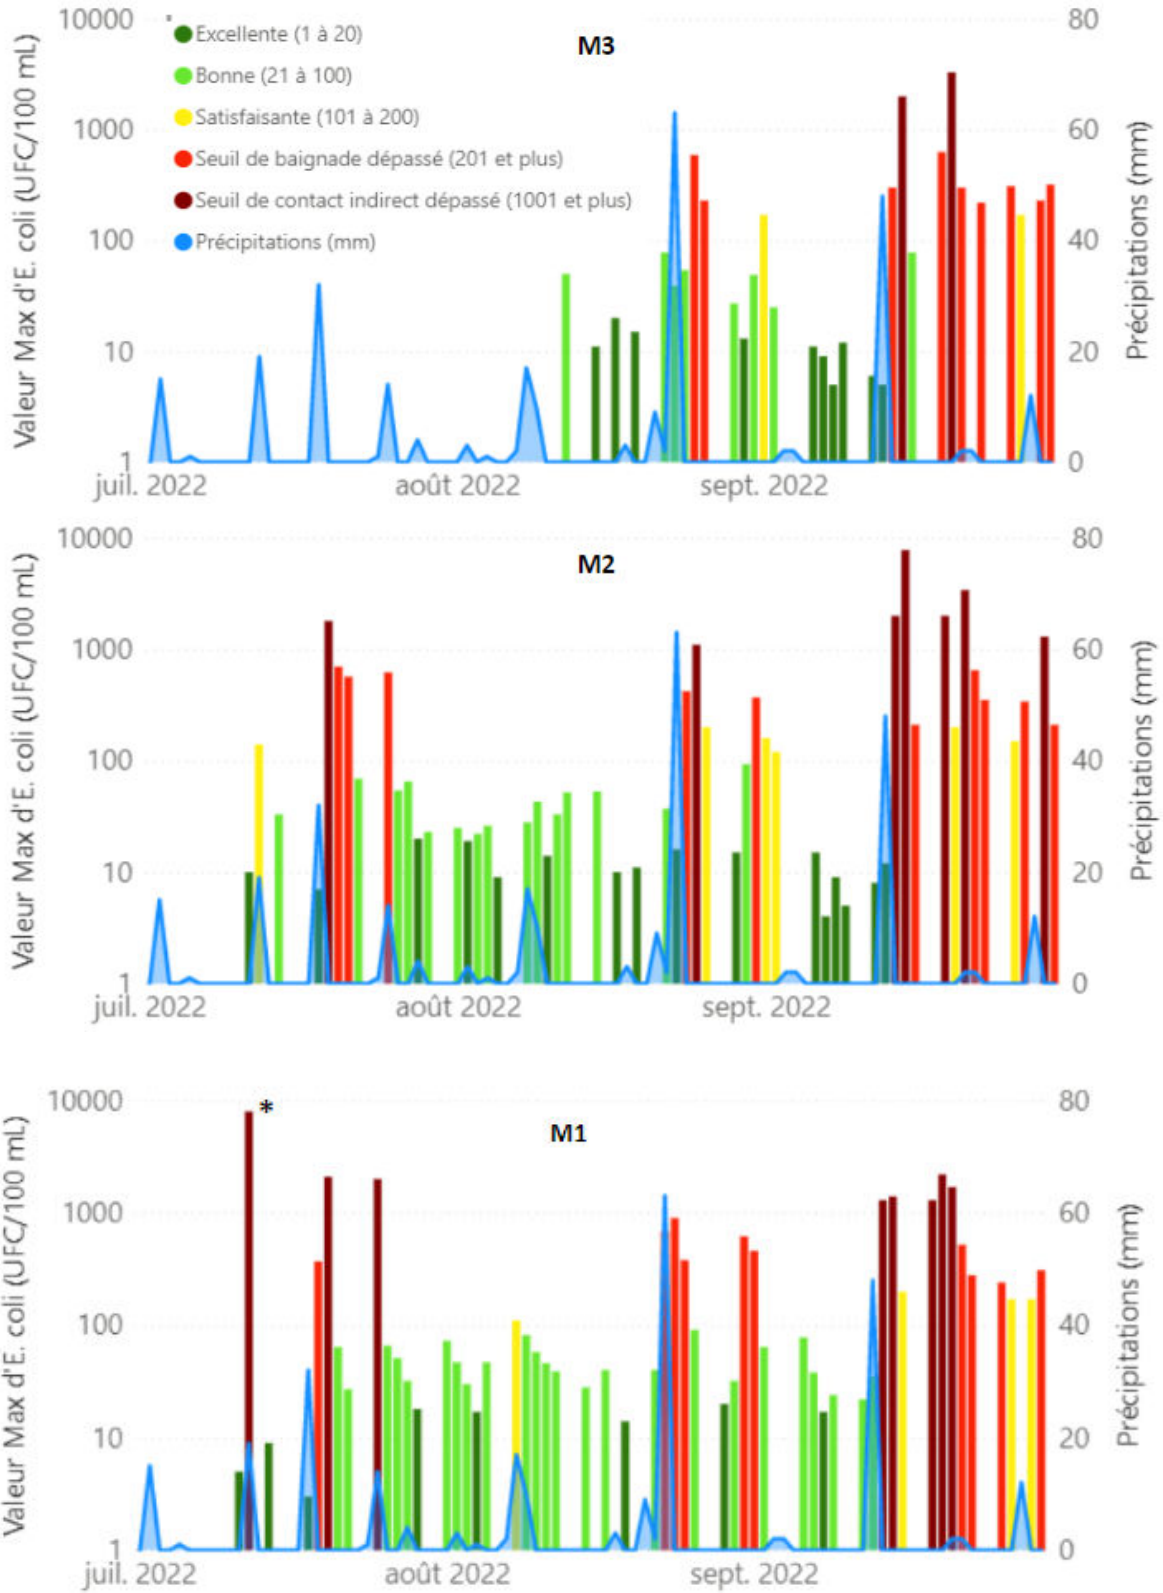 M3
Valeur Max d'E. coli (UFC/100 mL)
10000
1000
100
10
1
Excellente (1 à 20)
Bonne (21 à 100)
Satisfaisante (101 à 200)
Seuil de baignade dépassé (201 et plus)
Seuil de contact indirect dépassé (1001 et plus)
Précipitations (mm)
80
60
40
20
0
Précipitations (mm)
juil. 2022 août 2022 sept. 2022
M2
Valeur Max d'E. coli (UFC/100 mL)
10000
1000
100
10
1
80
60
40
20
0
Précipitations (mm)
juil. 2022 août 2022 sept. 2022
M1
Valeur Max d'E. coli (UFC/100 mL)
10000
1000
100
10
1
*
80
60
40
20
0
Précipitations (mm)
juil. 2022 août 2022 sept. 2022